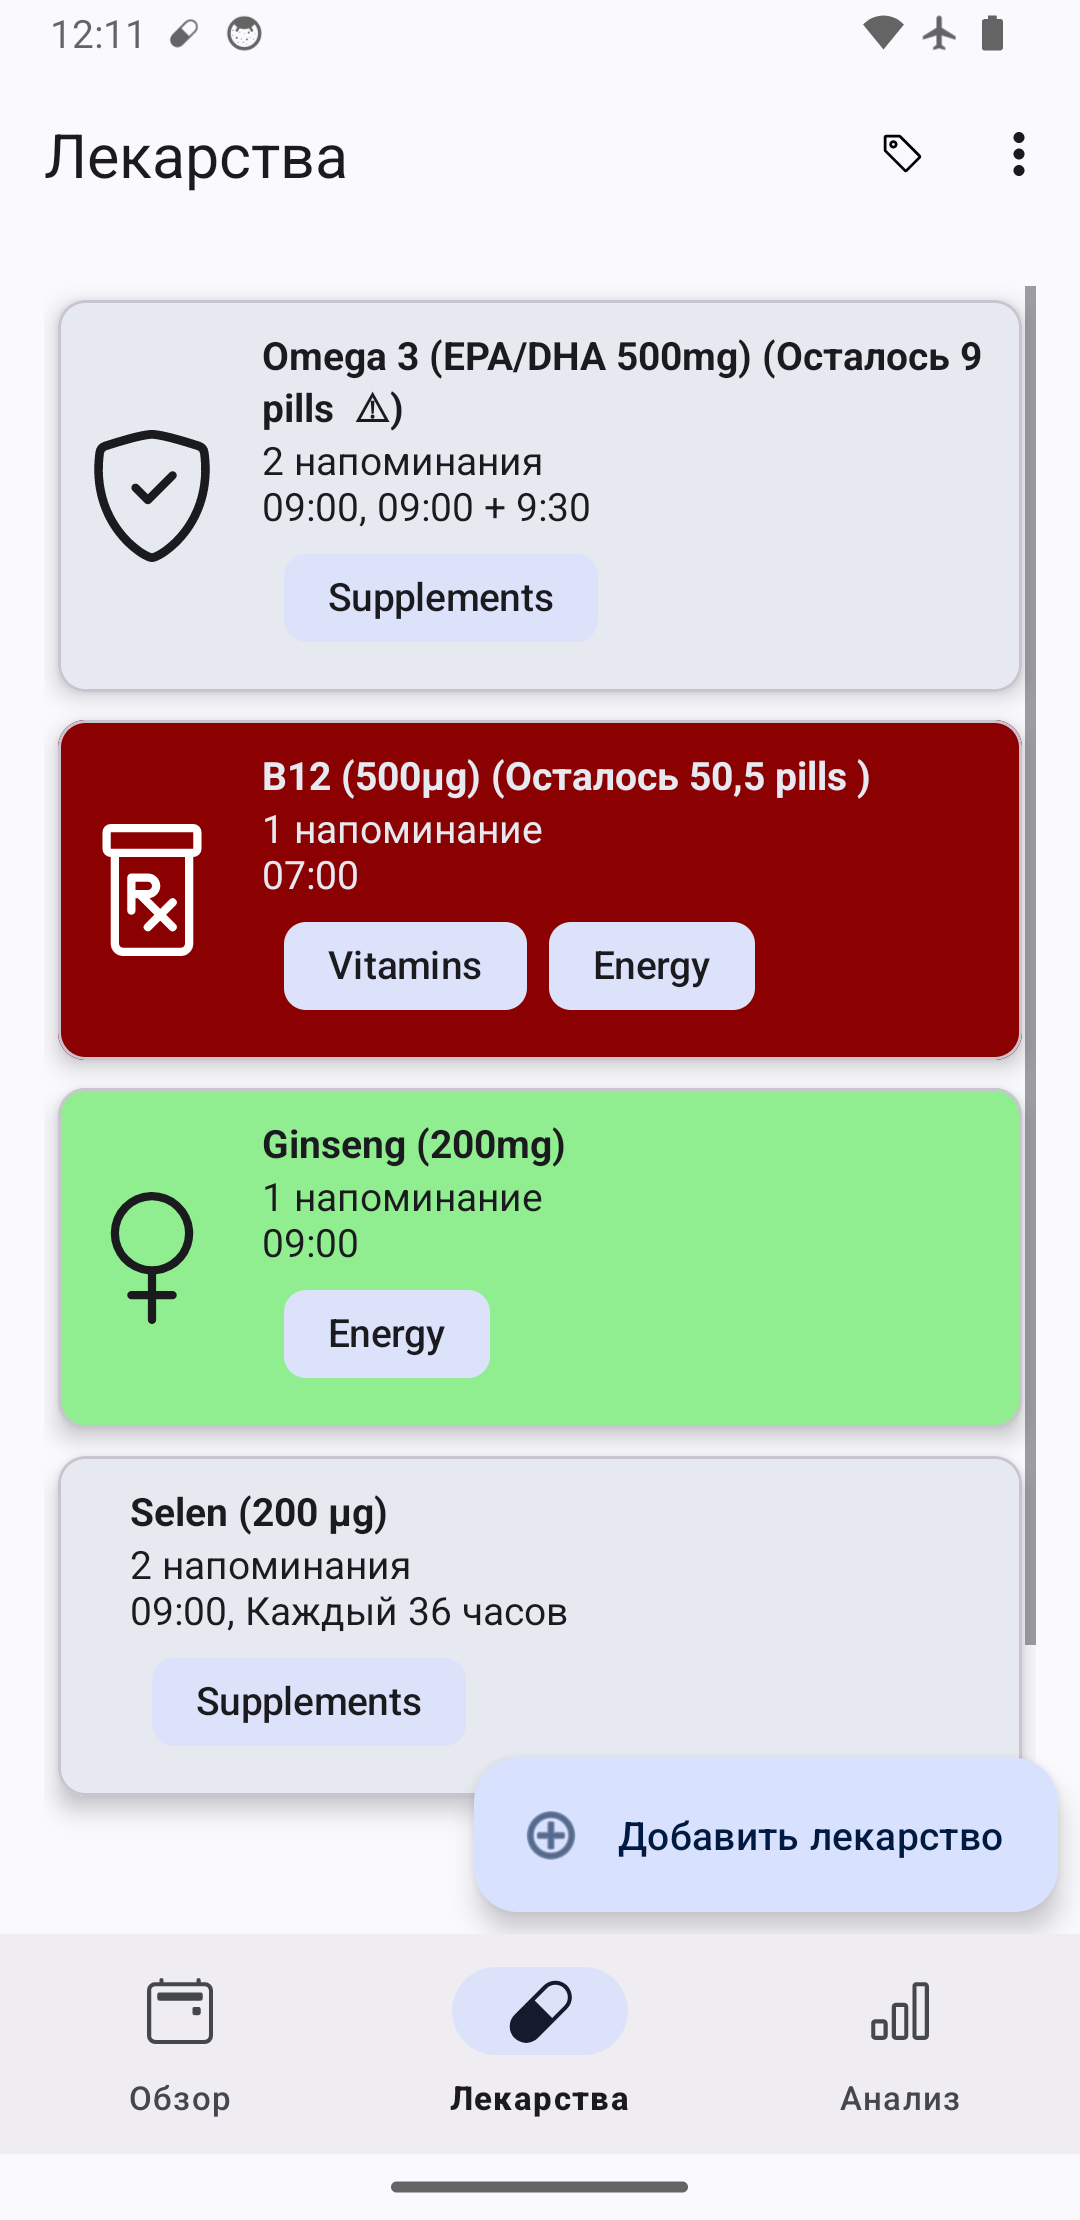 12:11
Лекарства
Omega 3 (EPA/DHA 500mg) (Осталось 9
pills ⚠)
2 напоминания
09:00, 09:00 + 9:30
Supplements
B12 (500µg) (Осталось 50,5 pills )
1 напоминание
07:00
Vitamins Energy
Ginseng (200mg)
1 напоминание
09:00
Energy
Selen (200 µg)
2 напоминания
09:00, Каждый 36 часов
Supplements
Добавить лекарство
Обзор Лекарства Анализ